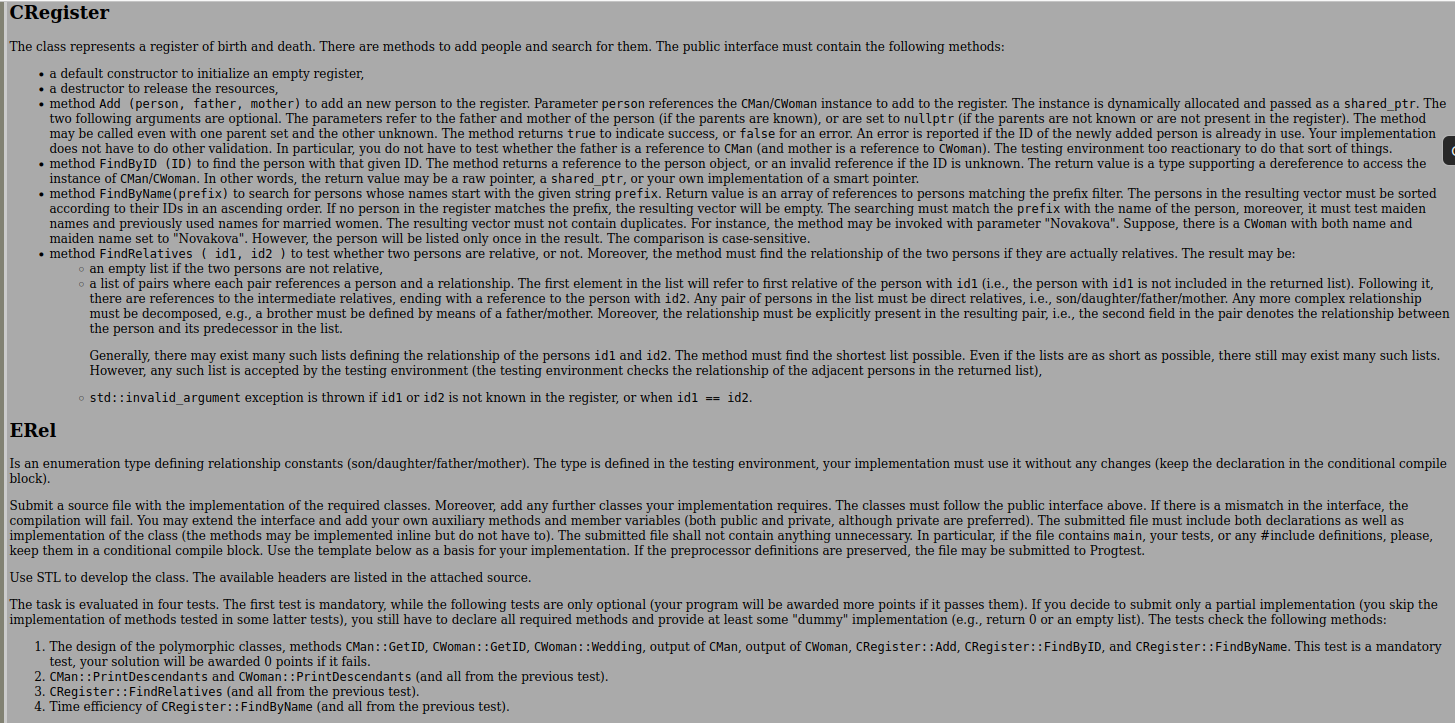 CRegister
The class represents a register of birth and death. There are methods to add people and search for them. The public interface must contain the following methods:
• a default constructor to initialize an empty register,
• a destructor to release the resources,
• method Add (person, father, mother) to add an new person to the register. Parameter person references the CMan/CWoman instance to add to the register. The instance is dynamically allocated and passed as a shared_ptr. The
two following arguments are optional. The parameters refer to the father and mother of the person (if the parents are known), or are set to nullptr (if the parents are not known or are not present in the register). The method
may be called even with one parent set and the other unknown. The method returns true to indicate success, or false for an error. An error is reported if the ID of the newly added person is already in use. Your implementation
does not have to do other validation. In particular, you do not have to test whether the father is a reference to CMan (and mother is a reference to CWoman). The testing environment too reactionary to do that sort of things.
• method FindByID (ID) to find the person with that given ID. The method returns a reference to the person object, or an invalid reference if the ID is unknown. The return value is a type supporting a dereference to access the
instance of CMan/CWoman. In other words, the return value may be a raw pointer, a shared_ptr, or your own implementation of a smart pointer.
• method FindByName(prefix) to search for persons whose names start with the given string prefix. Return value is an array of references to persons matching the prefix filter. The persons in the resulting vector must be sorted
according to their IDs in an ascending order. If no person in the register matches the prefix, the resulting vector will be empty. The searching must match the prefix with the name of the person, moreover, it must test maiden
names and previously used names for married women. The resulting vector must not contain duplicates. For instance, the method may be invoked with parameter "Novakova". Suppose, there is a CWoman with both name and
maiden name set to "Novakova". However, the person will be listed only once in the result. The comparison is case-sensitive.
• method FindRelatives ( id1, id2 ) to test whether two persons are relative, or not. Moreover, the method must find the relationship of the two persons if they are actually relatives. The result may be:
◦ an empty list if the two persons are not relative,
◦ a list of pairs where each pair references a person and a relationship. The first element in the list will refer to first relative of the person with id1 (i.e., the person with id1 is not included in the returned list). Following it,
there are references to the intermediate relatives, ending with a reference to the person with id2. Any pair of persons in the list must be direct relatives, i.e., son/daughter/father/mother. Any more complex relationship
must be decomposed, e.g., a brother must be defined by means of a father/mother. Moreover, the relationship must be explicitly present in the resulting pair, i.e., the second field in the pair denotes the relationship between
the person and its predecessor in the list.
Generally, there may exist many such lists defining the relationship of the persons id1 and id2. The method must find the shortest list possible. Even if the lists are as short as possible, there still may exist many such lists.
However, any such list is accepted by the testing environment (the testing environment checks the relationship of the adjacent persons in the returned list),
◦ std::invalid_argument exception is thrown if id1 or id2 is not known in the register, or when id1 == id2.
ERel
Is an enumeration type defining relationship constants (son/daughter/father/mother). The type is defined in the testing environment, your implementation must use it without any changes (keep the declaration in the conditional compile
block).
Submit a source file with the implementation of the required classes. Moreover, add any further classes your implementation requires. The classes must follow the public interface above. If there is a mismatch in the interface, the
compilation will fail. You may extend the interface and add your own auxiliary methods and member variables (both public and private, although private are preferred). The submitted file must include both declarations as well as
implementation of the class (the methods may be implemented inline but do not have to). The submitted file shall not contain anything unnecessary. In particular, if the file contains main, your tests, or any #include definitions, please,
keep them in a conditional compile block. Use the template below as a basis for your implementation. If the preprocessor definitions are preserved, the file may be submitted to Progtest.
Use STL to develop the class. The available headers are listed in the attached source.
The task is evaluated in four tests. The first test is mandatory, while the following tests are only optional (your program will be awarded more points if it passes them). If you decide to submit only a partial implementation (you skip the
implementation of methods tested in some latter tests), you still have to declare all required methods and provide at least some "dummy" implementation (e.g., return 0 or an empty list). The tests check the following methods:
1. The design of the polymorphic classes, methods CMan::GetID, CWoman::GetID, CWoman::Wedding, output of CMan, output of CWoman, CRegister::Add, CRegister::FindByID, and CRegister::FindByName. This test is a mandatory
test, your solution will be awarded 0 points if it fails.
2. CMan::PrintDescendants and CWoman::PrintDescendants (and all from the previous test).
3. CRegister::FindRelatives (and all from the previous test).
4. Time efficiency of CRegister::FindByName (and all from the previous test).